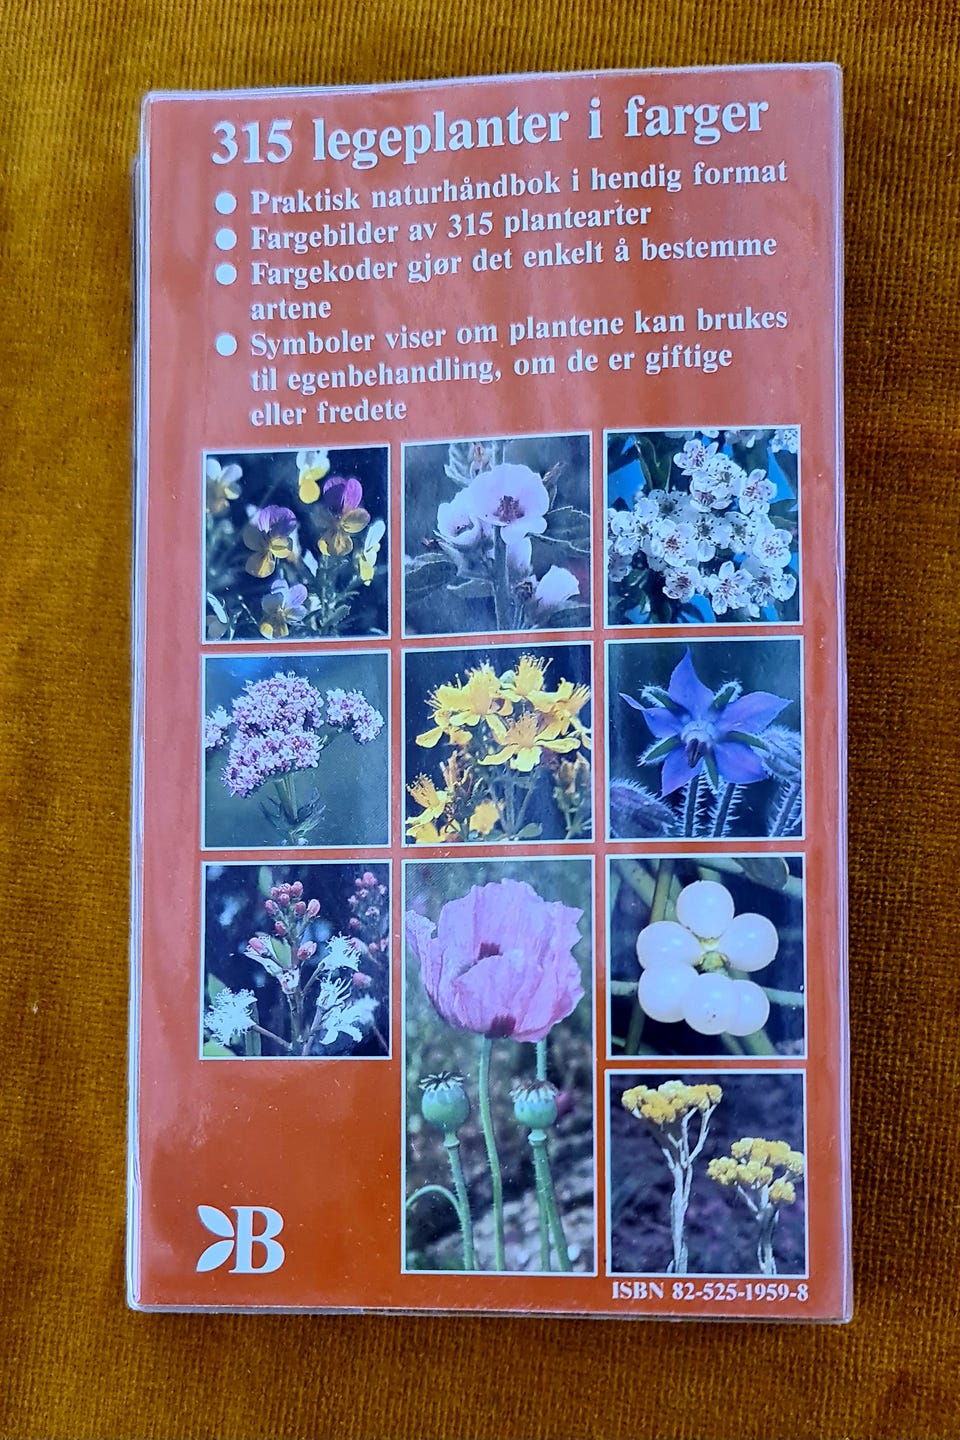 315 legeplanter i farger
● Praktisk naturhåndbok i hendig format
● Fargebilder av 315 plantearter
● Fargekoder gjør det enkelt å bestemme
artene
● Symboler viser om plantene kan brukes
til egenbehandling, om de er giftige
eller fredete
B
ISBN 82-525-1959-8